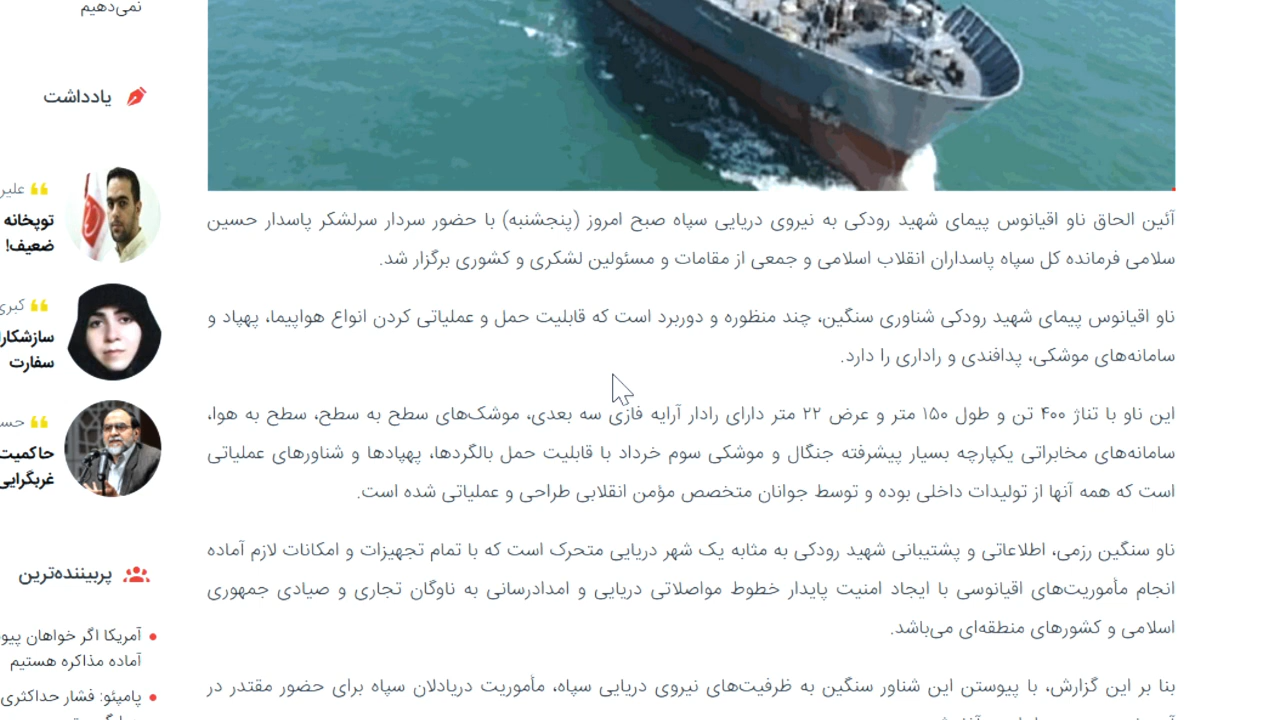 آئین الحاق ناو اقیانوس پیمای شهید رودکی به نیروی دریایی سپاه صبح امروز (پنجشنبه) با حضور سردار سرلشکر پاسدار حسین
سلامی فرمانده کل سپاه پاسداران انقلاب اسلامی و جمعی از مقامات و مسئولین لشکری و کشوری برگزار شد.
ناو اقیانوس پیمای شهید رودکی شناوری سنگین، چند منظوره و دوربرد است که قابلیت حمل و عملیاتی کردن انواع هواپیما، پهپاد و
سامانه‌های موشکی، پدافندی و راداری را دارد.
این ناو با تناژ ۴۰۰ تن و طول ۱۵۰ متر و عرض ۲۲ متر دارای رادار آرایه فازی سه بعدی، موشک‌های سطح به سطح، سطح به هوا،
سامانه‌های مخابراتی یکپارچه بسیار پیشرفته جنگال و موشکی سوم خرداد با قابلیت حمل بالگردها، پهپادها و شناورهای عملیاتی
است که همه آنها از تولیدات داخلی بوده و توسط جوانان متخصص مؤمن انقلابی طراحی و عملیاتی شده است.
ناو سنگین رزمی، اطلاعاتی و پشتیبانی شهید رودکی به مثابه یک شهر دریایی متحرک است که با تمام تجهیزات و امکانات لازم آماده
انجام مأموریت‌های اقیانوسی با ایجاد امنیت پایدار خطوط مواصلاتی دریایی و امدادرسانی به ناوگان تجاری و صیادی جمهوری
اسلامی و کشورهای منطقه‌ای می‌باشد.
بنا بر این گزارش، با پیوستن این شناور سنگین به ظرفیت‌های نیروی دریایی سپاه، مأموریت دریادلان سپاه برای حضور مقتدر در
نمی‌دهیم
یادداشت
توپخانه
ضعیف!
سفارت
حاکمیت
پربیننده‌ترین
آمریکا اگر خواهان
آماده مذاکره هستیم
پامپئو: فشار حداکثری